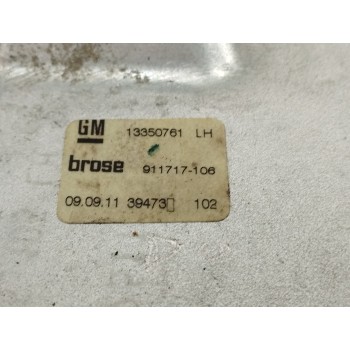 GM 13350761 LH
brose 911717-106
09.09.11 39473 102